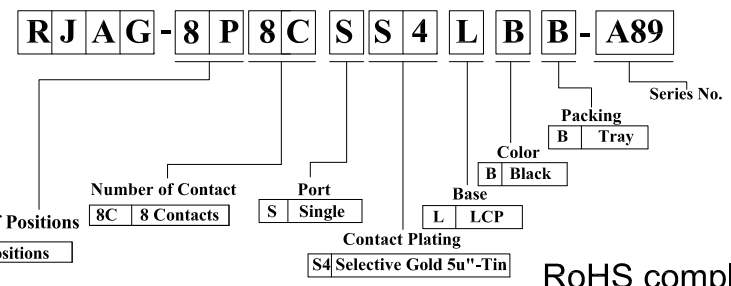 RJAG-8P8CSS4LBB-A89
Series No.
Packing
B Tray
Color
B Black
Number of Contact
8C 8 Contacts
Port
S Single
Base
L LCP
Positions
Contact Plating
S4 Selective Gold 5u"-Tin
RoHS